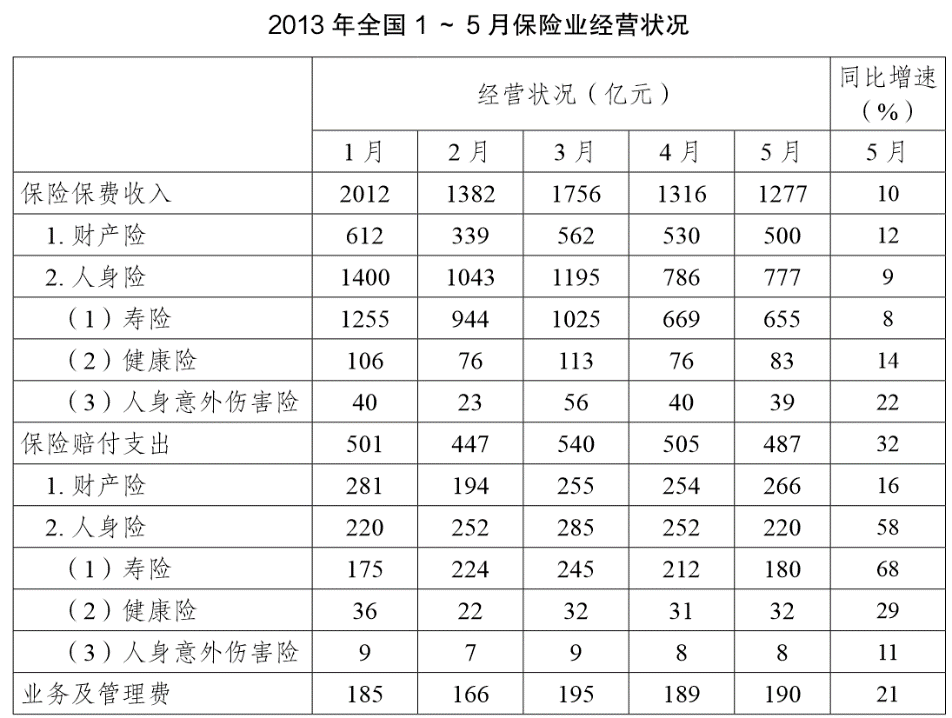 2013 年全国 1 ~ 5 月保险业经营状况
经营状况（亿元） 同比增速（%）
1 月 2 月 3 月 4 月 5 月 5 月
保险保费收入 2012 1382 1756 1316 1277 10
1. 财产险 612 339 562 530 500 12
2. 人身险 1400 1043 1195 786 777 9
（1）寿险 1255 944 1025 669 655 8
（2）健康险 106 76 113 76 83 14
（3）人身意外伤害险 40 23 56 40 39 22
保险赔付支出 501 447 540 505 487 32
1. 财产险 281 194 255 254 266 16
2. 人身险 220 252 285 252 220 58
（1）寿险 175 224 245 212 180 68
（2）健康险 36 22 32 31 32 29
（3）人身意外伤害险 9 7 9 8 8 11
业务及管理费 185 166 195 189 190 21